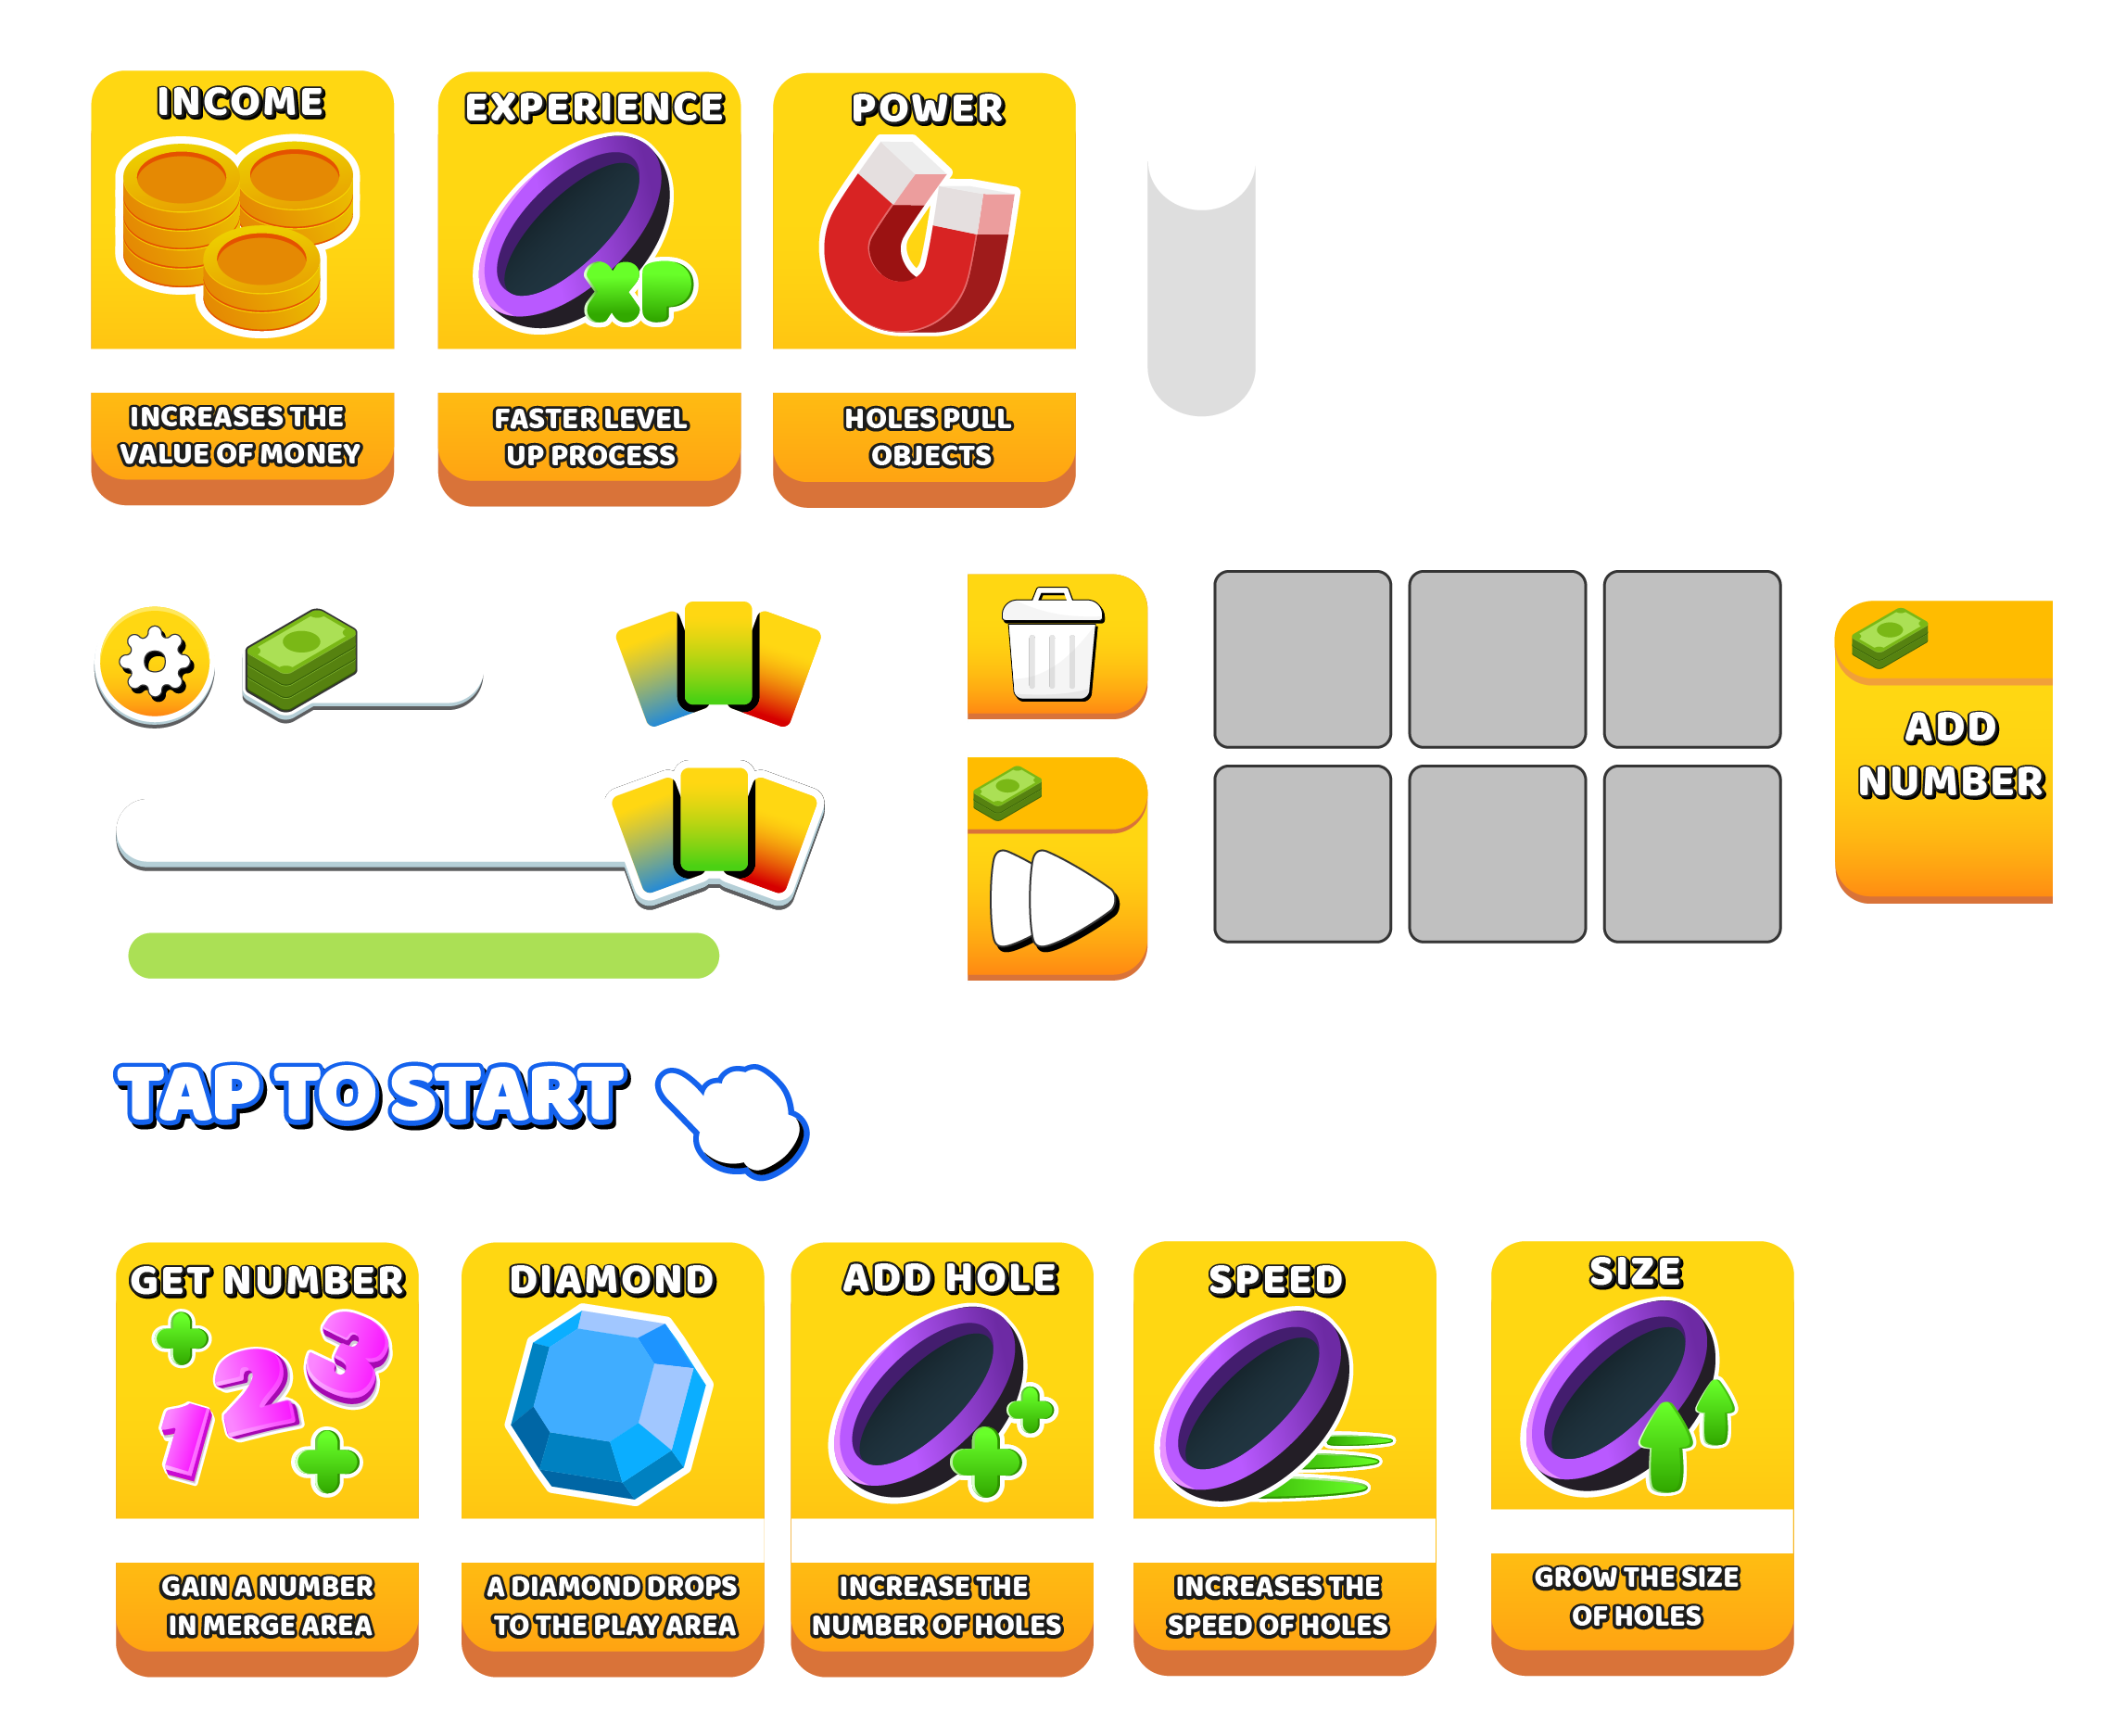 INCOME
INCREASES THE
VALUE OF MONEY
EXPERIENCE
XP
FASTER LEVEL
UP PROCESS
POWER
HOLES PULL
OBJECTS
ADD
NUMBER
TAP TO START
GET NUMBER
1 2 3
GAIN A NUMBER
IN MERGE AREA
DIAMOND
A DIAMOND DROPS
TO THE PLAY AREA
ADD HOLE
INCREASE THE
NUMBER OF HOLES
SPEED
INCREASES THE
SPEED OF HOLES
SIZE
GROW THE SIZE
OF HOLES